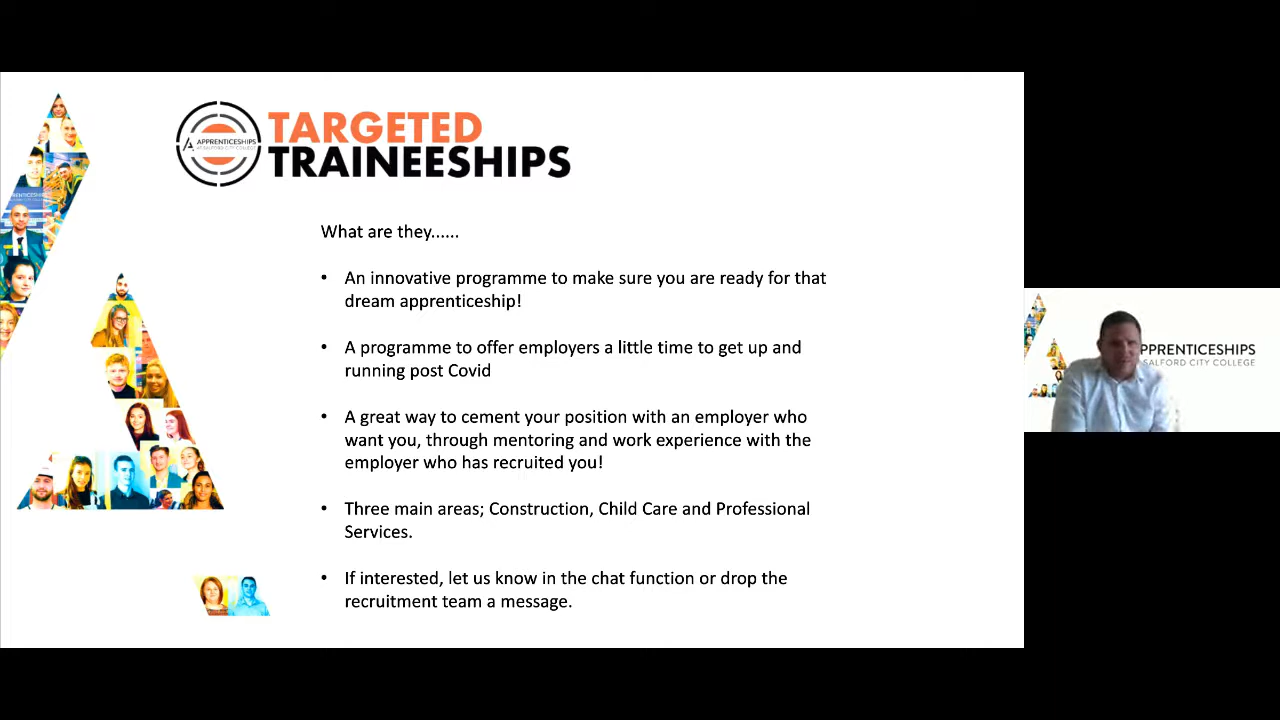 TARGETED
TRAINEESHIPS
APPRENTICESHIPS
AT SALFORD CITY COLLEGE
What are they......
• An innovative programme to make sure you are ready for that
dream apprenticeship!
• A programme to offer employers a little time to get up and
running post Covid
• A great way to cement your position with an employer who
want you, through mentoring and work experience with the
employer who has recruited you!
• Three main areas; Construction, Child Care and Professional
Services.
• If interested, let us know in the chat function or drop the
recruitment team a message.
PPRENTICESHIPS
SALFORD CITY COLLEGE